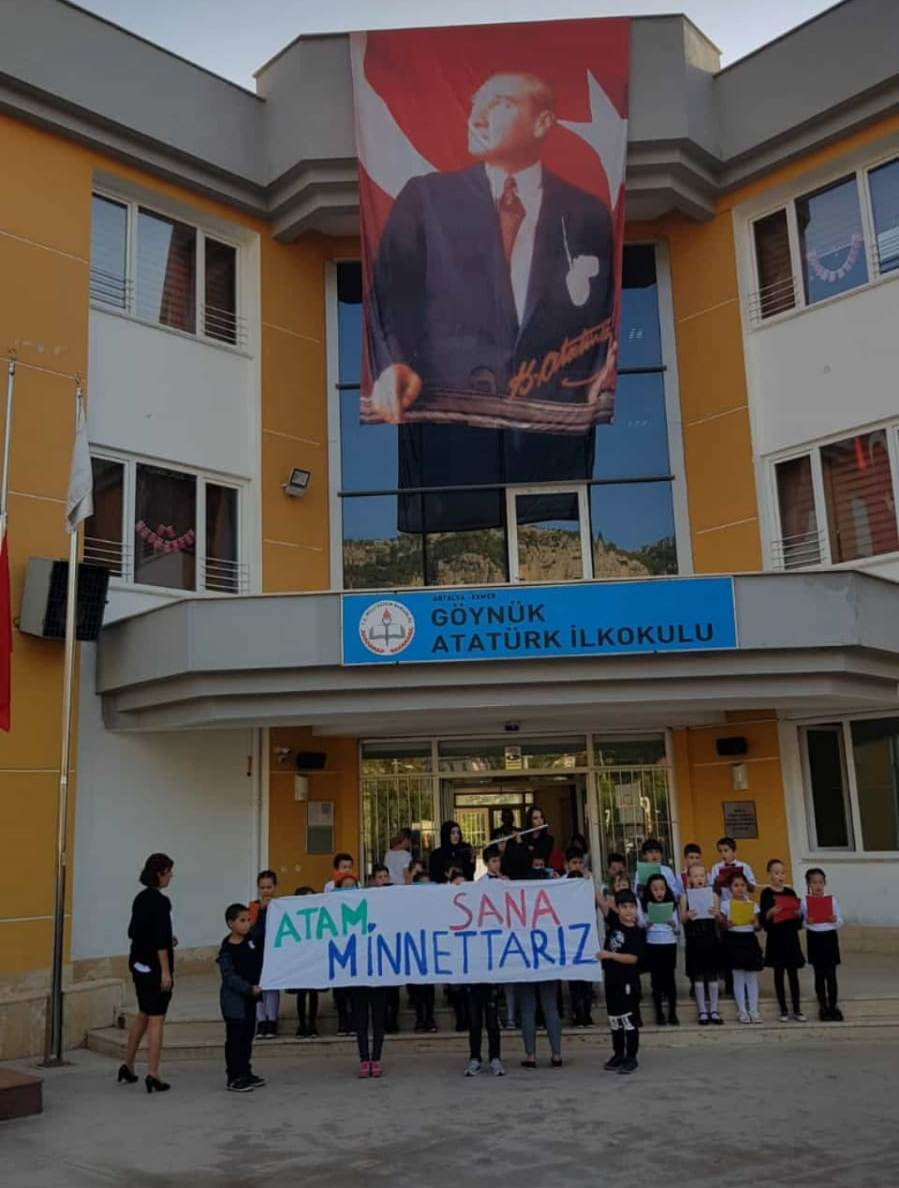 K. Atatürk
ANTALYA - KEMER
GÖYNÜK
ATATÜRK İLKOKULU
ATAM, SANA
MİNNETTARIZ